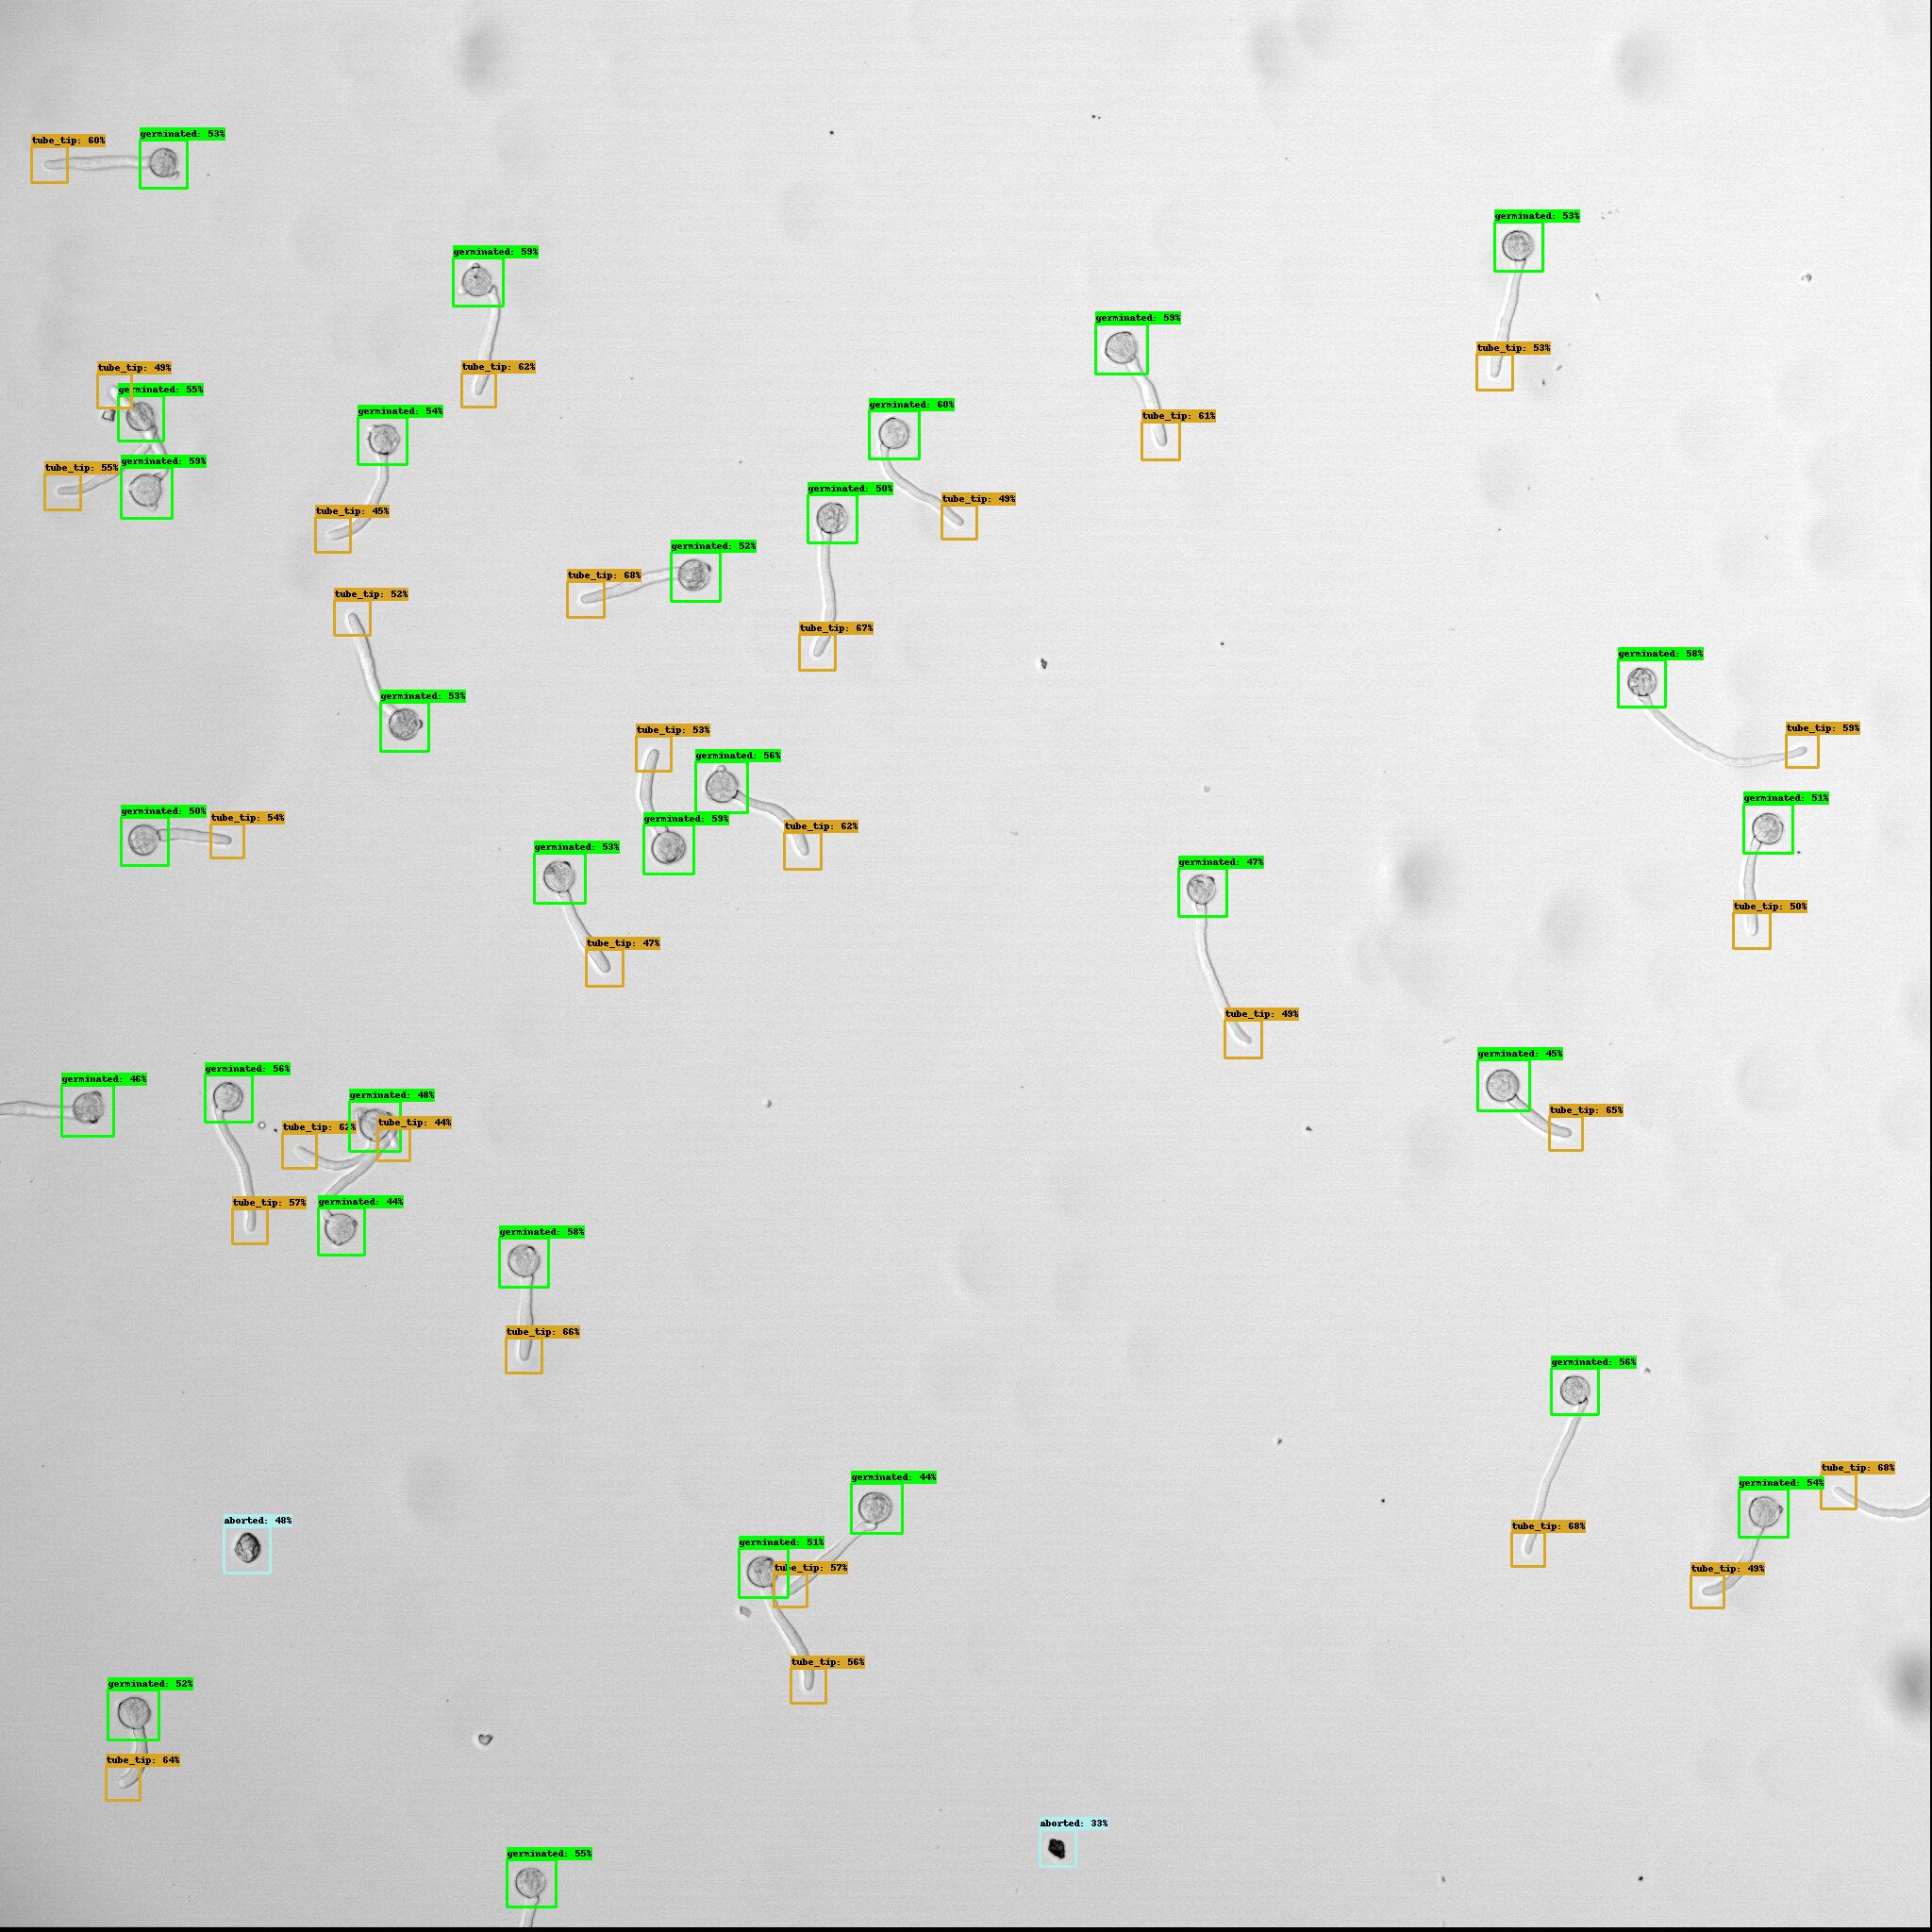 germinated: 53%
tube_tip: 60%
germinated: 53%
germinated: 59%
germinated: 59%
tube_tip: 53%
tube_tip: 62%
tube_tip: 49%
germinated: 55%
germinated: 60%
germinated: 54%
tube_tip: 61%
germinated: 59%
tube_tip: 55%
germinated: 50%
tube_tip: 49%
tube_tip: 45%
germinated: 52%
tube_tip: 68%
tube_tip: 52%
tube_tip: 67%
germinated: 58%
germinated: 53%
tube_tip: 59%
tube_tip: 53%
germinated: 56%
germinated: 51%
germinated: 50%
tube_tip: 54%
germinated: 59%
tube_tip: 62%
germinated: 53%
germinated: 47%
tube_tip: 50%
tube_tip: 47%
tube_tip: 49%
germinated: 45%
germinated: 56%
germinated: 46%
germinated: 48%
tube_tip: 65%
tube_tip: 44%
tube_tip: 62%
tube_tip: 57%
germinated: 44%
germinated: 58%
tube_tip: 66%
germinated: 56%
tube_tip: 68%
germinated: 44%
germinated: 54%
aborted: 48%
tube_tip: 68%
germinated: 51%
tube_tip: 57%
tube_tip: 49%
tube_tip: 56%
germinated: 52%
tube_tip: 64%
aborted: 33%
germinated: 55%